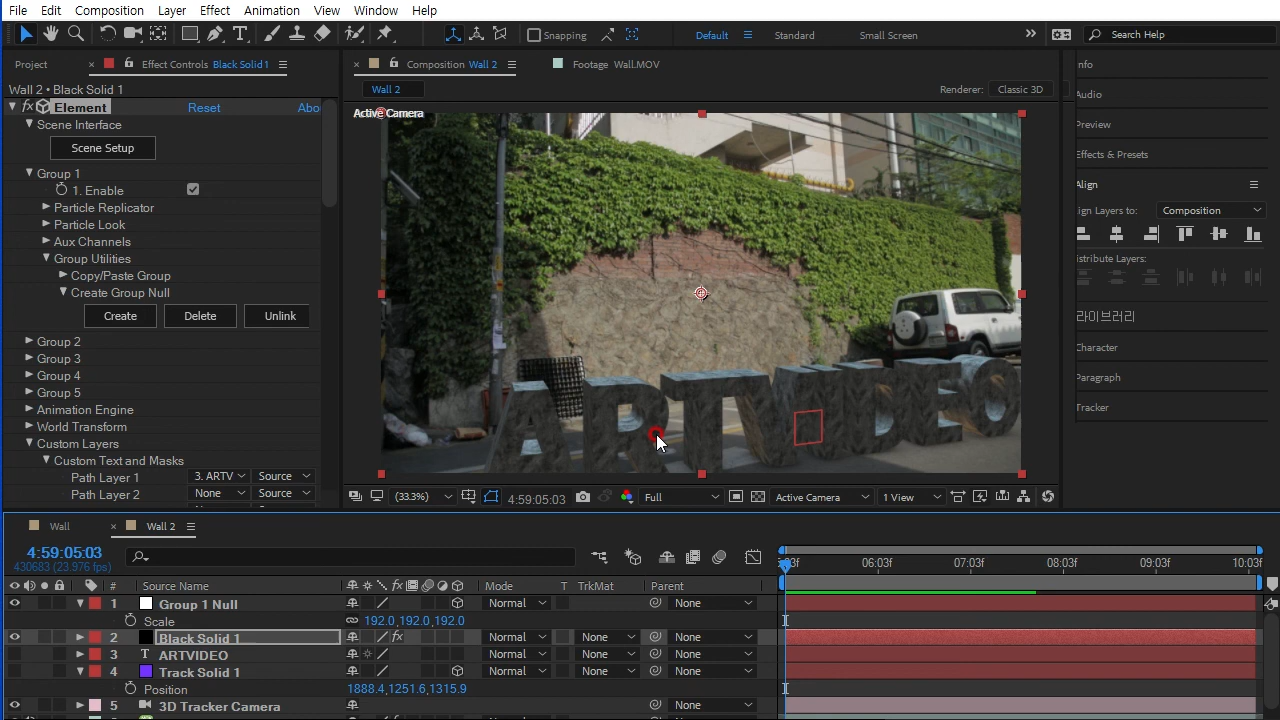 File Edit Composition Layer Effect Animation View Window Help
Snapping Default Standard Small Screen Search Help
Project Effect Controls Black Solid 1 Composition Wall 2 Footage Wall.MOV
Wall 2 • Black Solid 1
Wall 2 Renderer: Classic 3D
Element Reset Abo
Scene Interface
Scene Setup
Group 1
1. Enable
Particle Replicator
Particle Look
Aux Channels
Group Utilities
Copy/Paste Group
Create Group Null
Create Delete Unlink
Group 2
Group 3
Group 4
Group 5
Animation Engine
World Transform
Custom Layers
Custom Text and Masks
Path Layer 1 3. ARTV Source
Path Layer 2 None Source
Active Camera
ARTVIDEO
(33.3%) 4:59:05:03 Full Active Camera 1 View
nfo
Audio
Preview
Effects & Presets
Align
ign Layers to: Composition
istribute Layers:
라이브러리
Character
Paragraph
Tracker
Wall Wall 2
4:59:05:03
430683 (23.976 fps)
:03f 06:03f 07:03f 08:03f 09:03f 10:03f
# Source Name Mode T TrkMat Parent
1 Group 1 Null Normal None
Scale 192.0,192.0,192.0
2 Black Solid 1 fx Normal None None
3 T ARTVIDEO Normal None None
4 Track Solid 1 Normal None None
Position 1888.4,1251.6,1315.9
5 3D Tracker Camera None